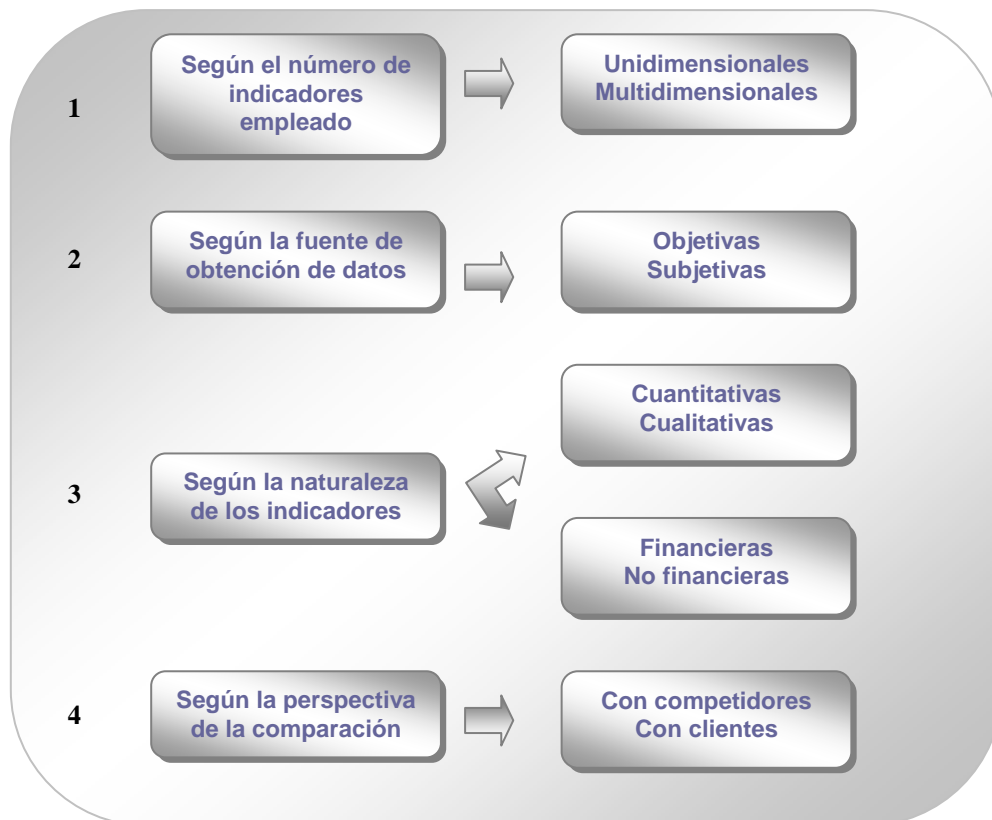 1
Según el número de
indicadores
empleado
Unidimensionales
Multidimensionales
2
Según la fuente de
obtención de datos
Objetivas
Subjetivas
3
Según la naturaleza
de los indicadores
Cuantitativas
Cualitativas
Financieras
No financieras
4
Según la perspectiva
de la comparación
Con competidores
Con clientes